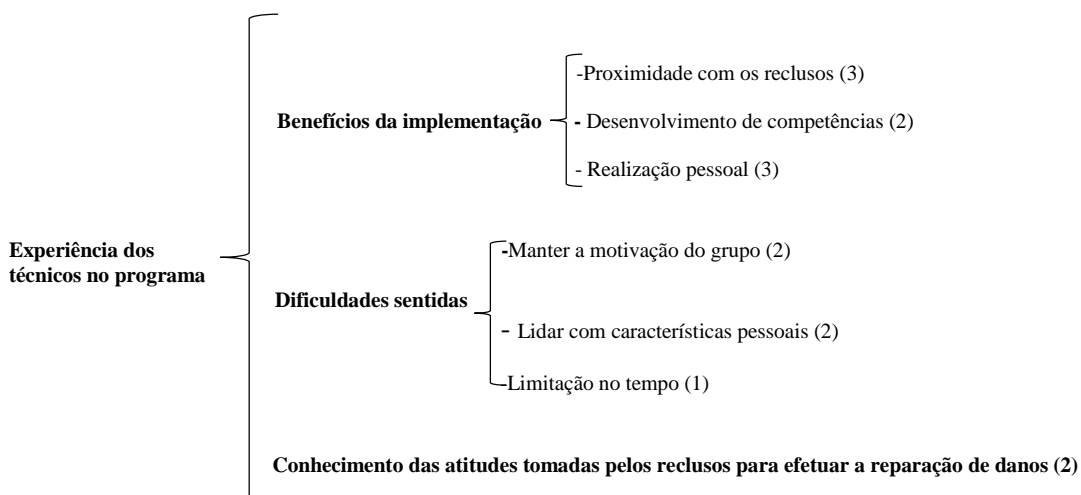 -Proximidade com os reclusos (3)
Benefícios da implementação
- Desenvolvimento de competências (2)
- Realização pessoal (3)
Experiência dos
técnicos no programa
-Manter a motivação do grupo (2)
Dificuldades sentidas
- Lidar com características pessoais (2)
-Limitação no tempo (1)
Conhecimento das atitudes tomadas pelos reclusos para efetuar a reparação de danos (2)